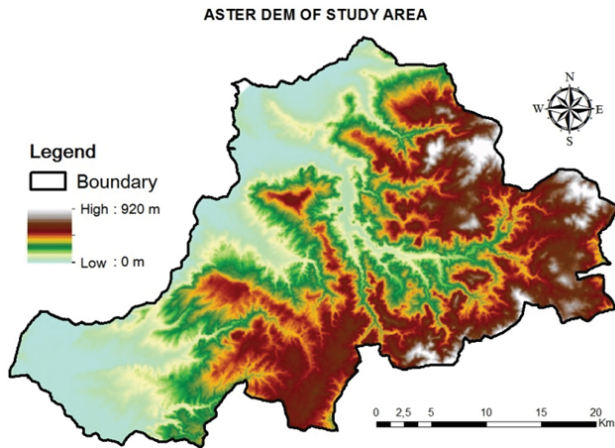 ASTER DEM OF STUDY AREA
N
W E
S
Legend
Boundary
High : 920 m
Low : 0 m
0 2,5 5 10 15 20
Km